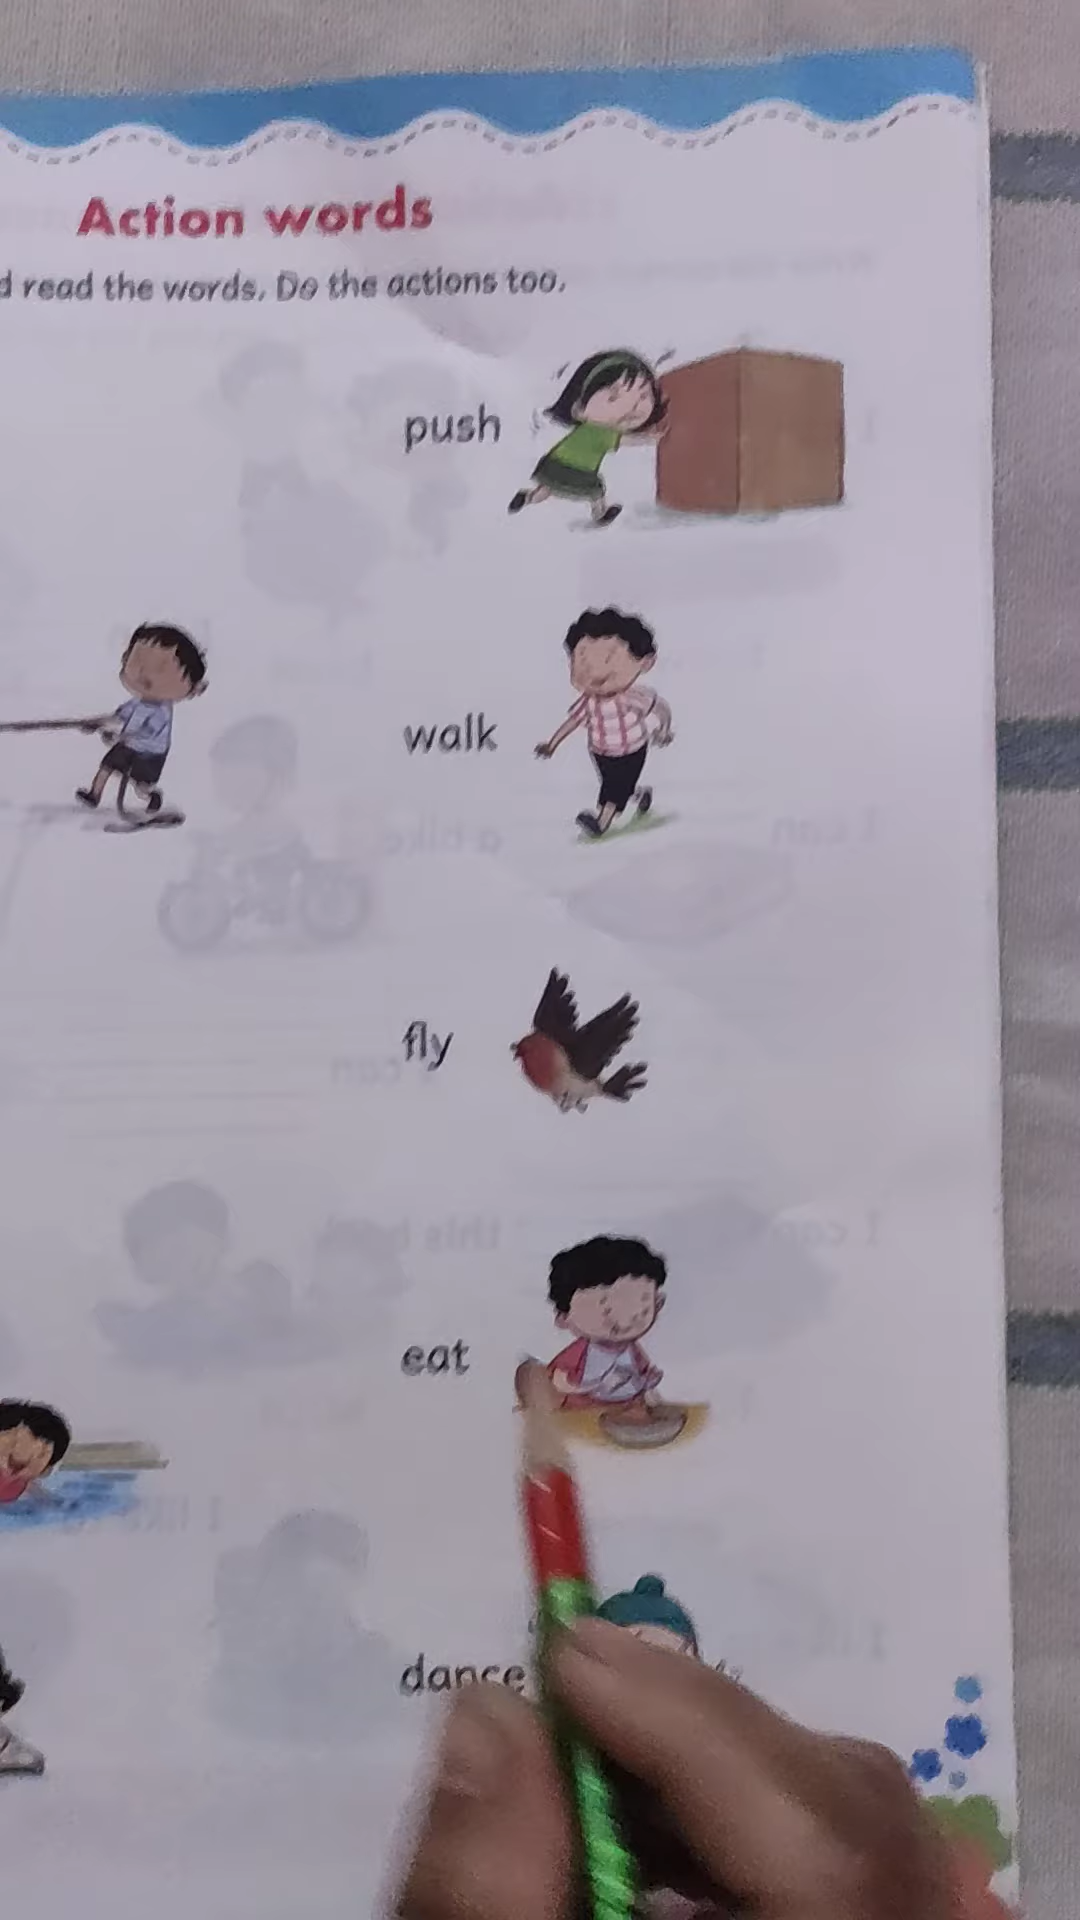 Action words
read the words. Do the actions too.
push
walk
fly
eat
dance